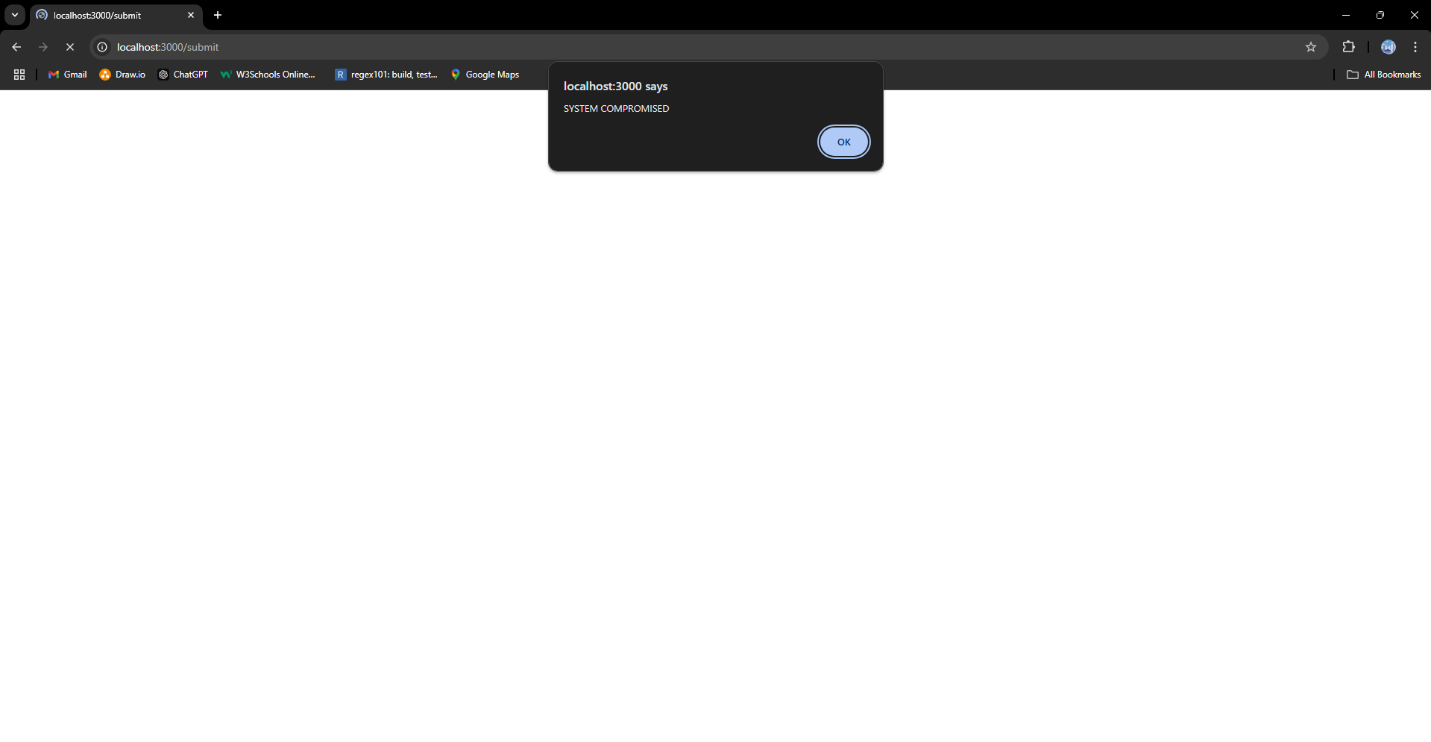 localhost:3000/submit
localhost:3000/submit
Gmail Draw.io ChatGPT W3Schools Online... R regex101: build, test... Google Maps All Bookmarks
localhost:3000 says
SYSTEM COMPROMISED
OK